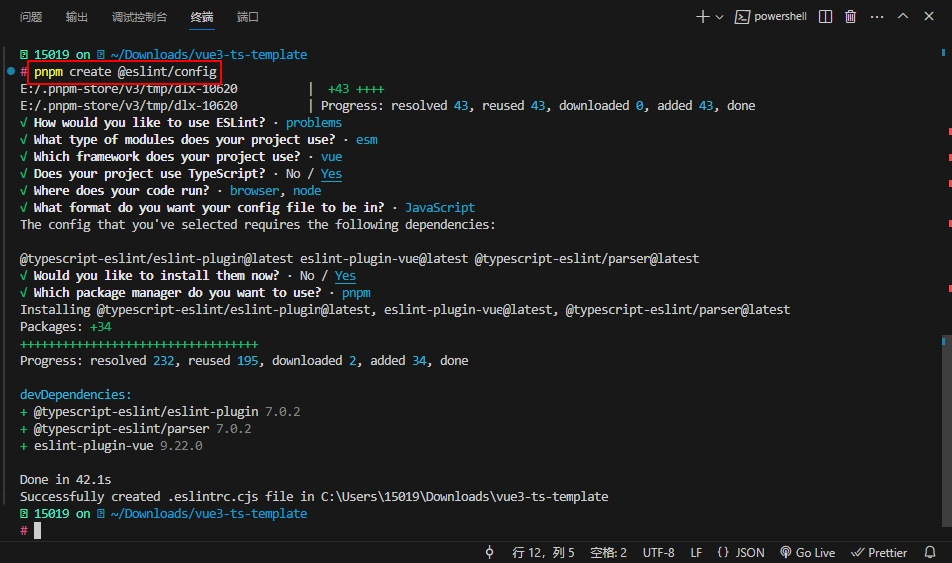 问题 输出 调试控制台 终端 端口 powershell
15019 on ~/Downloads/vue3-ts-template
# pnpm create @eslint/config
E:/.pnpm-store/v3/tmp/dlx-10620 | +43 ++++
E:/.pnpm-store/v3/tmp/dlx-10620 | Progress: resolved 43, reused 43, downloaded 0, added 43, done
√ How would you like to use ESLint? · problems
√ What type of modules does your project use? · esm
√ Which framework does your project use? · vue
√ Does your project use TypeScript? · No / Yes
√ Where does your code run? · browser, node
√ What format do you want your config file to be in? · JavaScript
The config that you've selected requires the following dependencies:
@typescript-eslint/eslint-plugin@latest eslint-plugin-vue@latest @typescript-eslint/parser@latest
√ Would you like to install them now? · No / Yes
√ Which package manager do you want to use? · pnpm
Installing @typescript-eslint/eslint-plugin@latest, eslint-plugin-vue@latest, @typescript-eslint/parser@latest
Packages: +34
++++++++++++++++++++++++++++++++++
Progress: resolved 232, reused 195, downloaded 2, added 34, done
devDependencies:
+ @typescript-eslint/eslint-plugin 7.0.2
+ @typescript-eslint/parser 7.0.2
+ eslint-plugin-vue 9.22.0
Done in 42.1s
Successfully created .eslintrc.cjs file in C:\Users\15019\Downloads\vue3-ts-template
15019 on ~/Downloads/vue3-ts-template
#
行 12，列 5 空格: 2 UTF-8 LF {} JSON Go Live Prettier